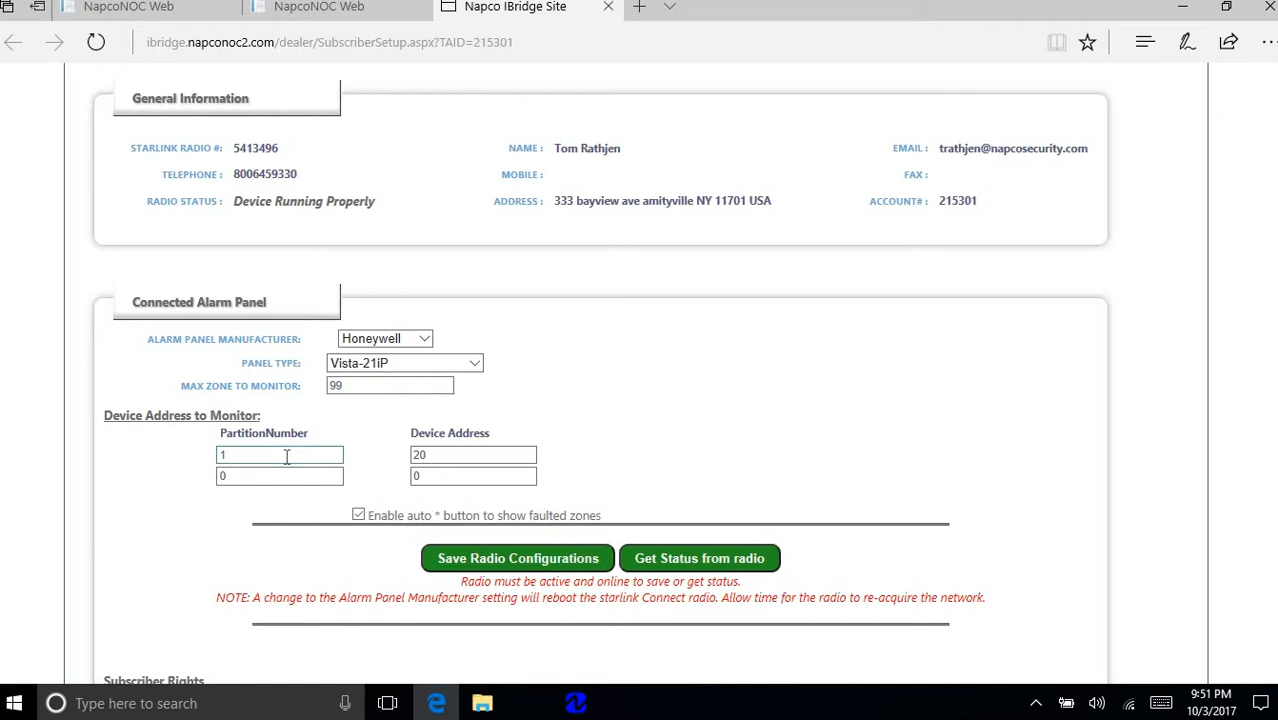 NapcoNOC Web
NapcoNOC Web
Napco IBridge Site
ibridge.napconoc2.com/dealer/SubscriberSetup.aspx?TAID=215301
General Information
STARLINK RADIO #: 5413496
NAME : Tom Rathjen
EMAIL : trathjen@napcosecurity.com
TELEPHONE : 8006459330
MOBILE :
FAX :
RADIO STATUS : Device Running Properly
ADDRESS : 333 bayview ave amityville NY 11701 USA
ACCOUNT# : 215301
Connected Alarm Panel
ALARM PANEL MANUFACTURER: Honeywell
PANEL TYPE: Vista-21iP
MAX ZONE TO MONITOR: 99
Device Address to Monitor:
PartitionNumber Device Address
1 20
0 0
Enable auto * button to show faulted zones
Save Radio Configurations Get Status from radio
Radio must be active and online to save or get status.
NOTE: A change to the Alarm Panel Manufacturer setting will reboot the starlink Connect radio. Allow time for the radio to re-acquire the network.
Subscriber Rights
Type here to search
9:51 PM
10/3/2017